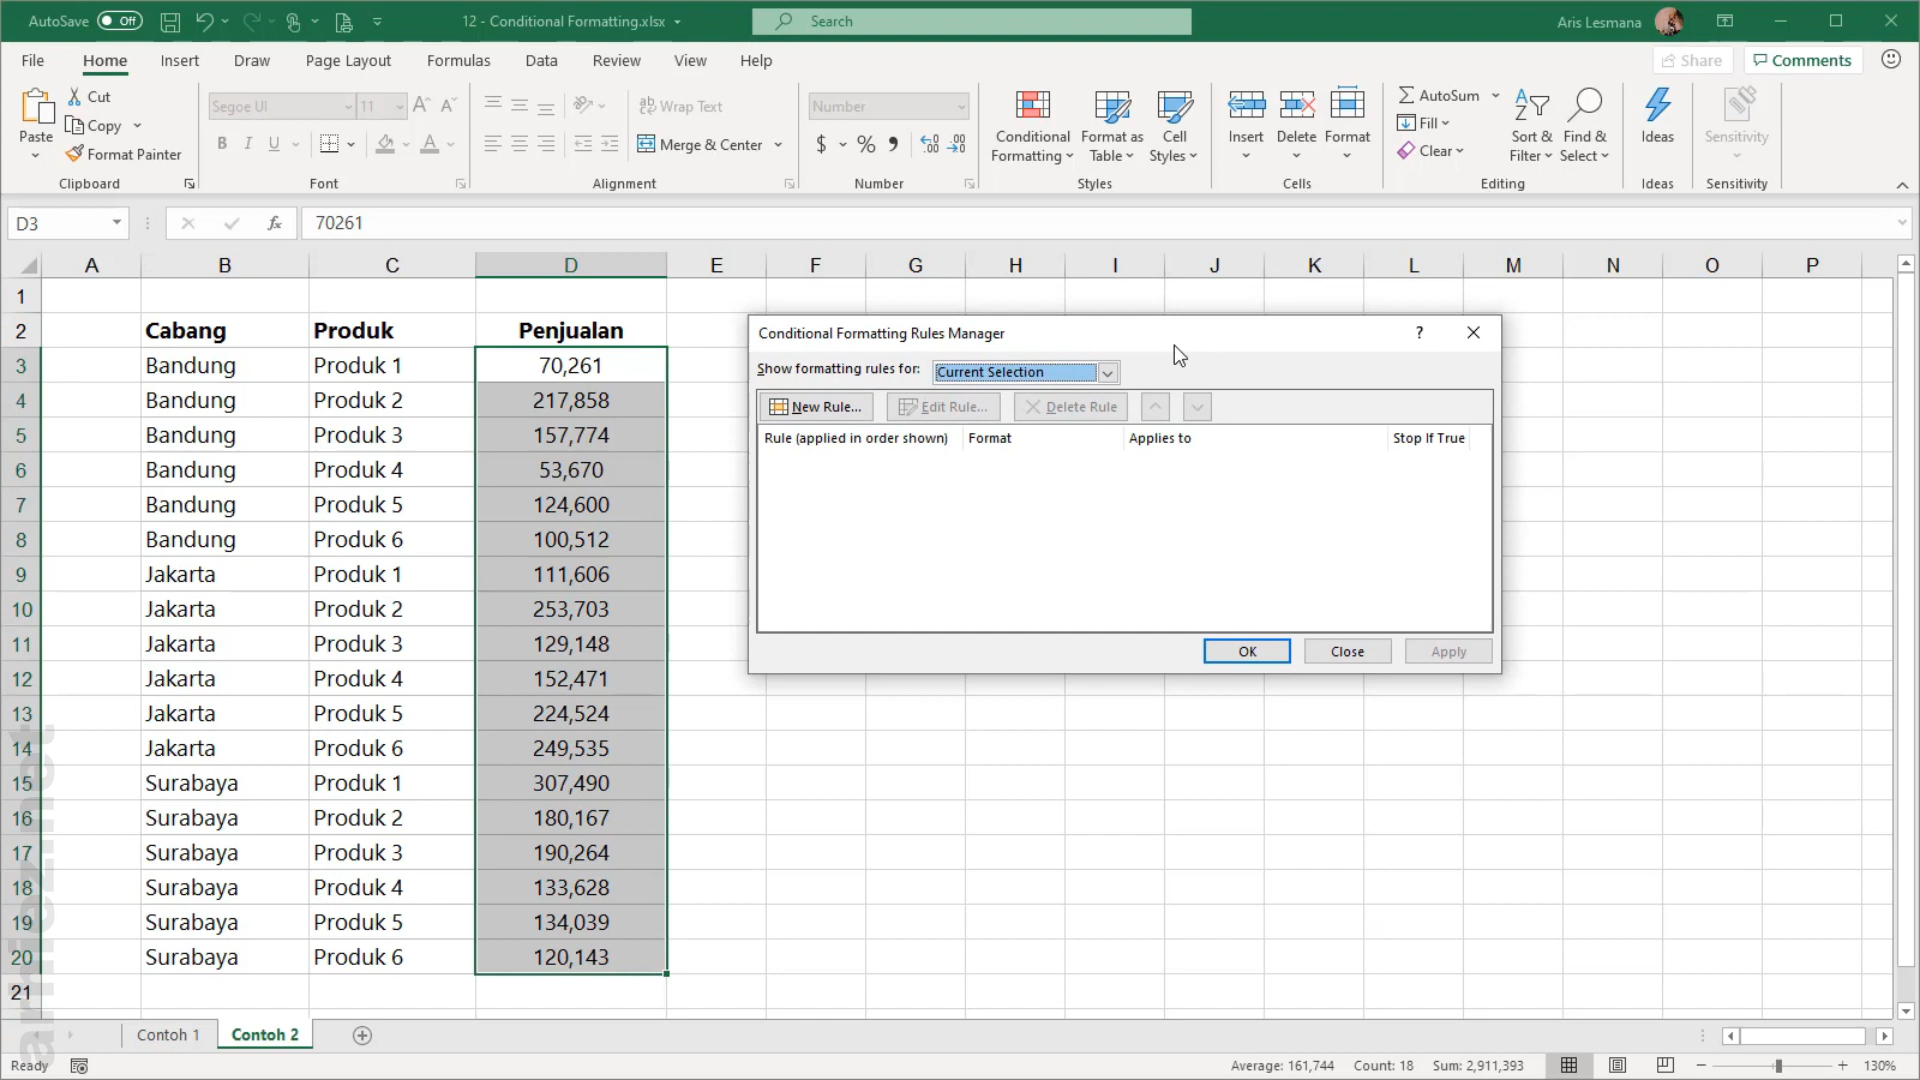 AutoSave Off 12 - Conditional Formatting.xlsx Search Aris Lesmana
File Home Insert Draw Page Layout Formulas Data Review View Help Share Comments
Paste Cut Copy Format Painter Clipboard
Segoe UI 11 B I U A Font
Wrap Text Merge & Center Alignment
Number $ % Number
Conditional Formatting Format as Table Cell Styles Styles
Insert Delete Format Cells
AutoSum Fill Clear Sort & Filter Find & Select Editing
Ideas Ideas
Sensitivity Sensitivity
D3 fx 70261
A B C D E F G H I J K L M N O P
1
2 Cabang Produk Penjualan
3 Bandung Produk 1 70,261
4 Bandung Produk 2 217,858
5 Bandung Produk 3 157,774
6 Bandung Produk 4 53,670
7 Bandung Produk 5 124,600
8 Bandung Produk 6 100,512
9 Jakarta Produk 1 111,606
10 Jakarta Produk 2 253,703
11 Jakarta Produk 3 129,148
12 Jakarta Produk 4 152,471
13 Jakarta Produk 5 224,524
14 Jakarta Produk 6 249,535
15 Surabaya Produk 1 307,490
16 Surabaya Produk 2 180,167
17 Surabaya Produk 3 190,264
18 Surabaya Produk 4 133,628
19 Surabaya Produk 5 134,039
20 Surabaya Produk 6 120,143
21
Conditional Formatting Rules Manager ?
Show formatting rules for: Current Selection
New Rule... Edit Rule... Delete Rule
Rule (applied in order shown) Format Applies to Stop If True
OK Close Apply
Contoh 1 Contoh 2
Ready Average: 161,744 Count: 18 Sum: 2,911,393 130%